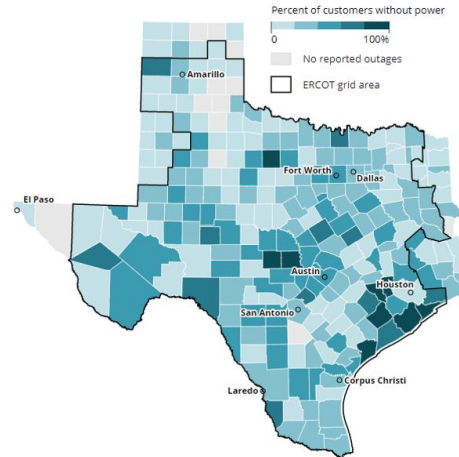 Percent of customers without power
0 100%
No reported outages
ERCOT grid area
Amarillo
Fort Worth
Dallas
El Paso
Austin
Houston
San Antonio
Laredo
Corpus Christi